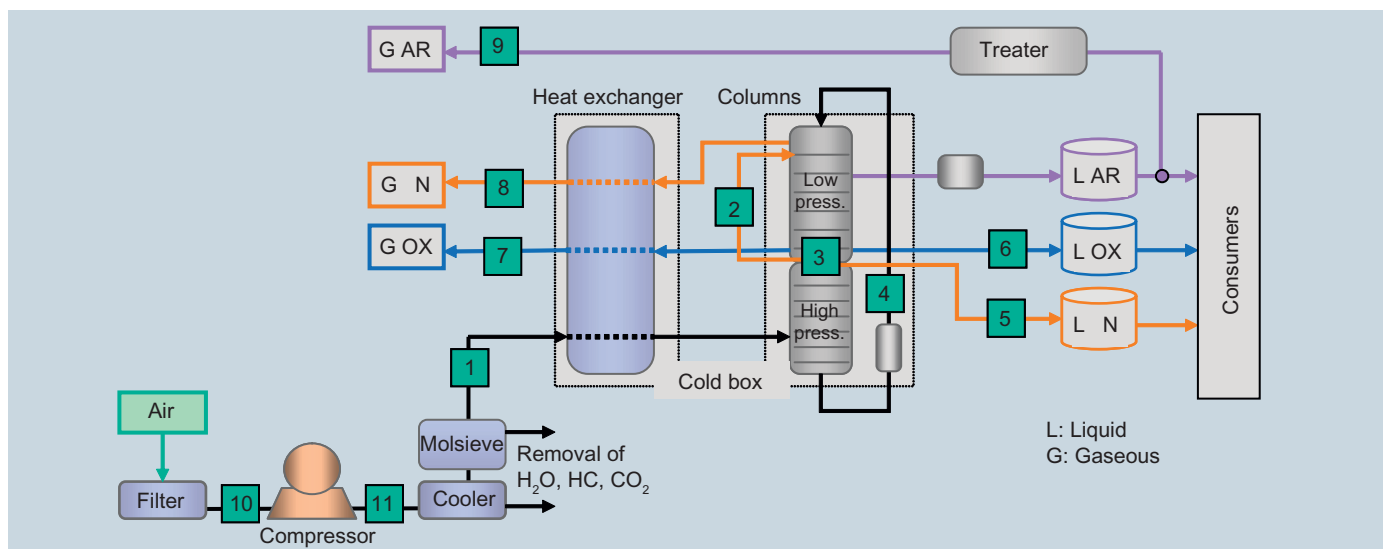 G AR
9
Treater
Heat exchanger
Columns
G N
8
2
Low
press.
L AR
G OX
7
3
6
L OX
4
High
press.
5
L N
Consumers
1
Cold box
Air
Molsieve
Removal of
H₂O, HC, CO₂
L: Liquid
G: Gaseous
Filter
10
11
Cooler
Compressor